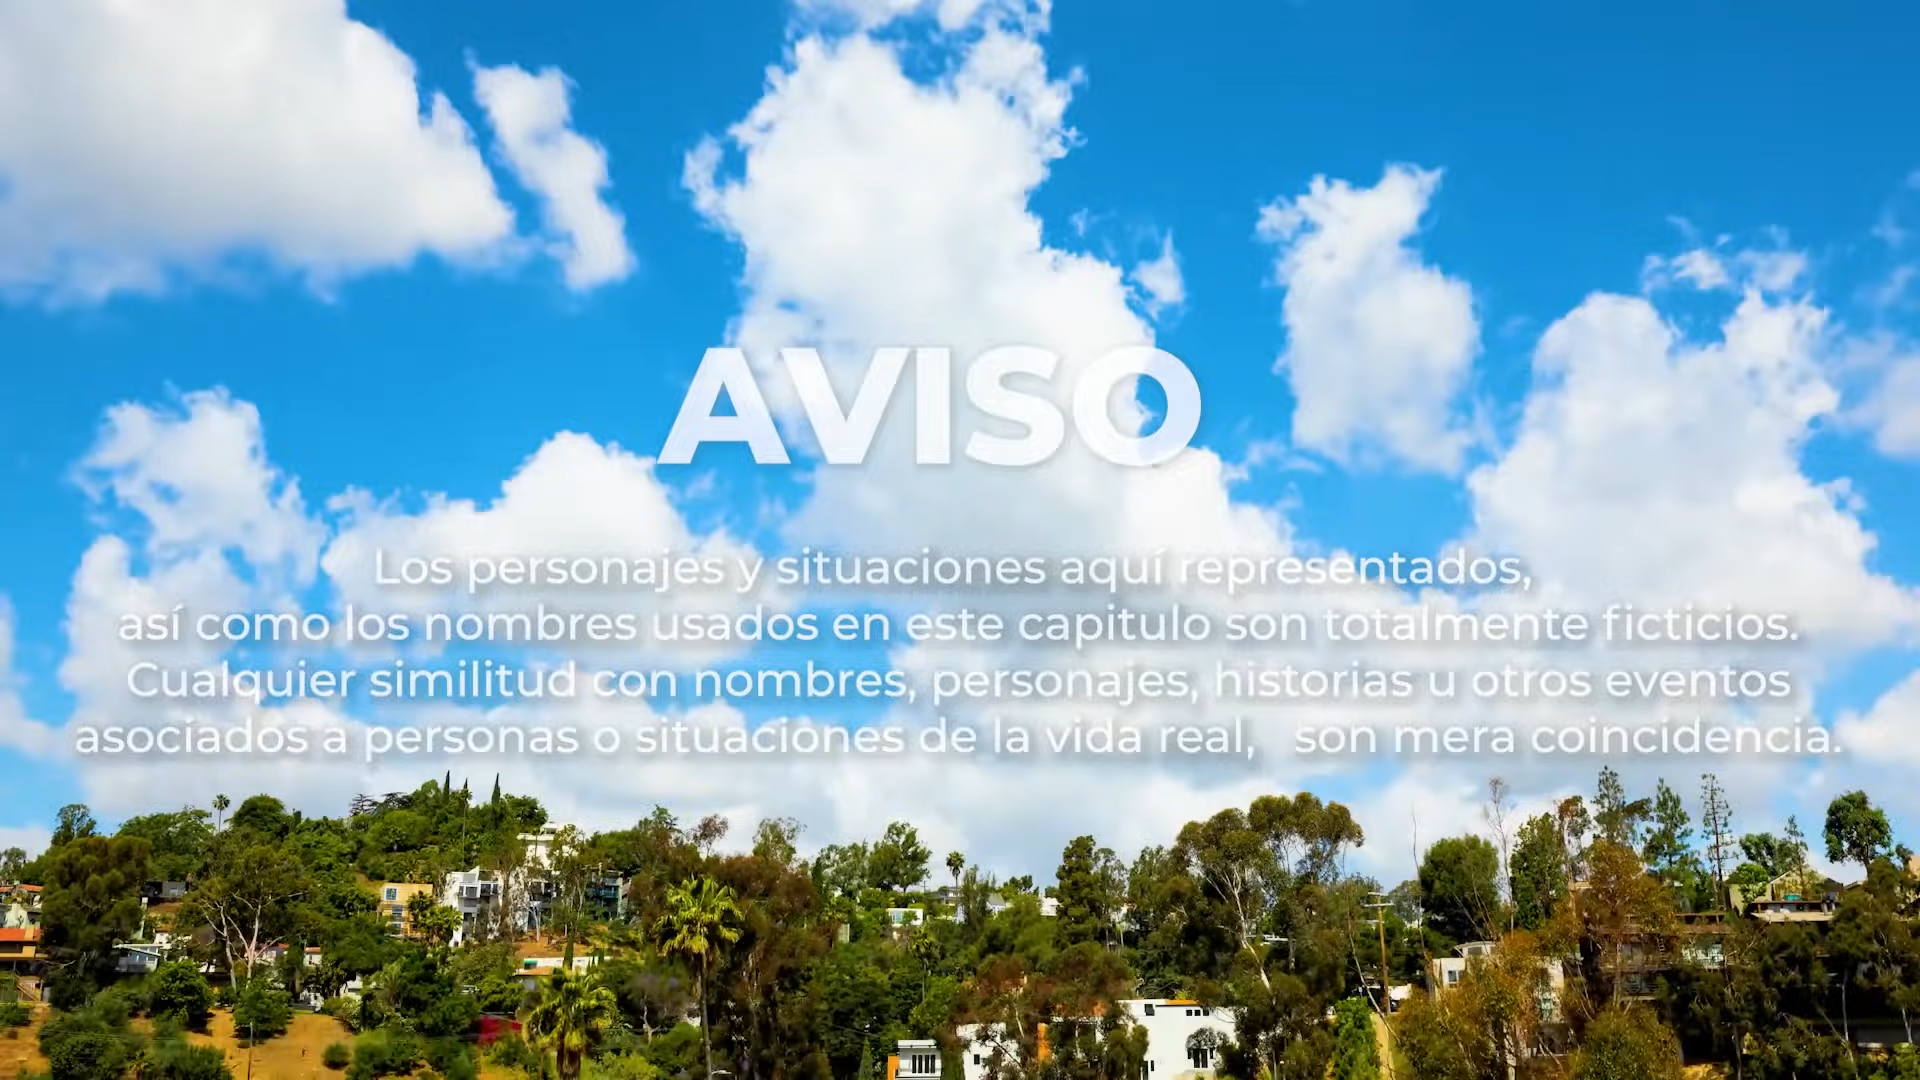 AVISO
Los personajes y situaciones aquí representados,
así como los nombres usados en este capitulo son totalmente ficticios.
Cualquier similitud con nombres, personajes, historias u otros eventos
asociados a personas o situaciones de la vida real, son mera coincidencia.